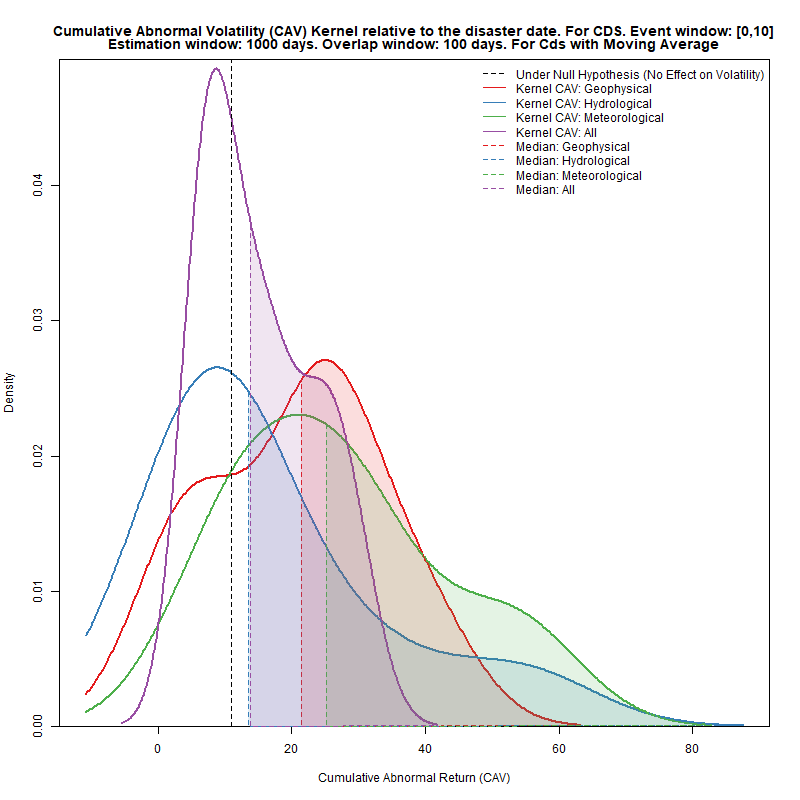 Cumulative Abnormal Volatility (CAV) Kernel relative to the disaster date. For CDS. Event window: [0,10]
Estimation window: 1000 days. Overlap window: 100 days. For Cds with Moving Average
Under Null Hypothesis (No Effect on Volatility)
Kernel CAV: Geophysical
Kernel CAV: Hydrological
Kernel CAV: Meteorological
Kernel CAV: All
Median: Geophysical
Median: Hydrological
Median: Meteorological
Median: All
Density
0.04
0.03
0.02
0.01
0.00
0 20 40 60 80
Cumulative Abnormal Return (CAV)